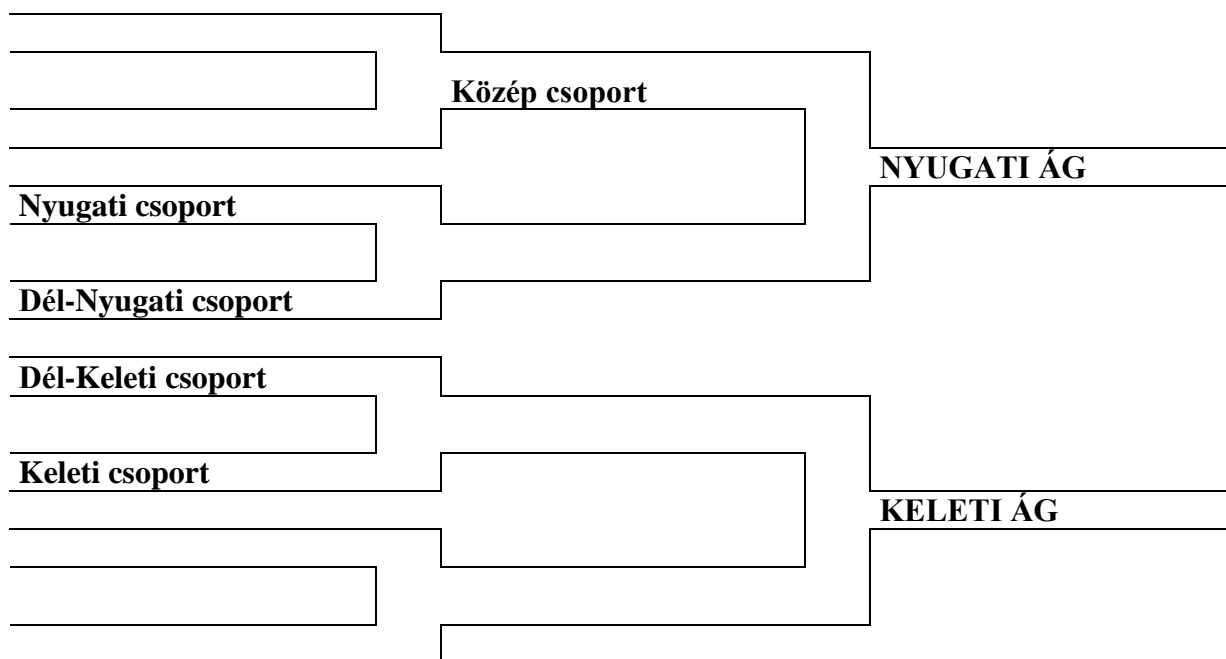 Közép csoport
NYUGATI ÁG
Nyugati csoport
Dél-Nyugati csoport
Dél-Keleti csoport
Keleti csoport
KELETI ÁG